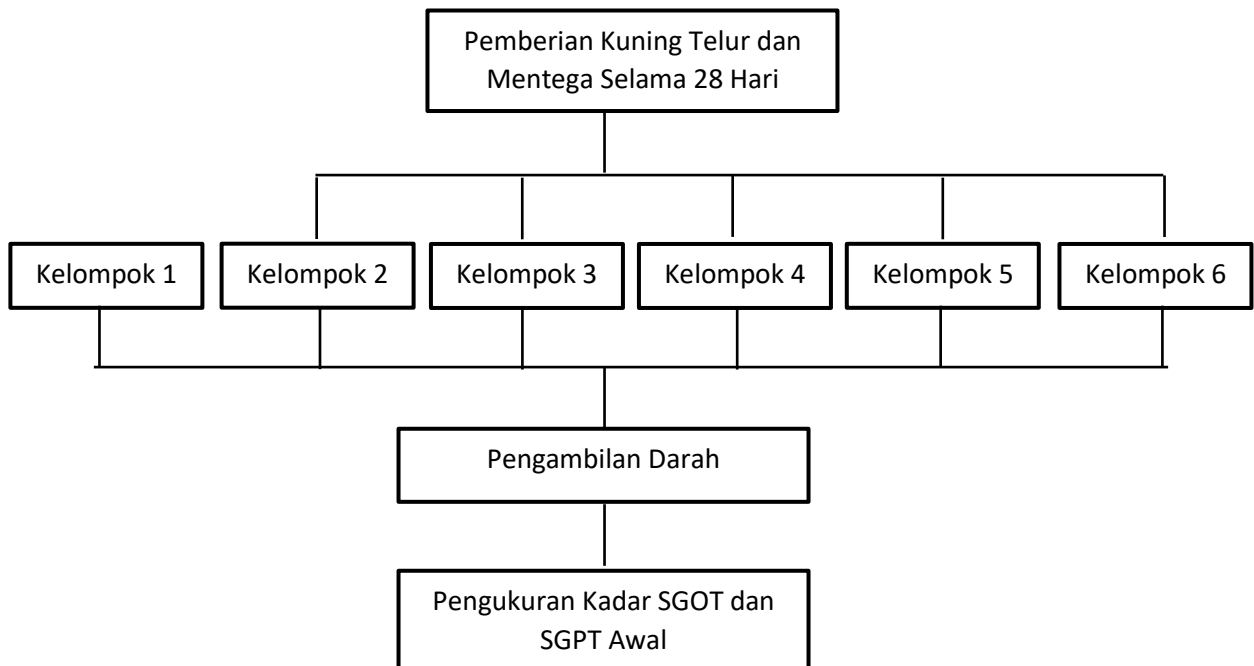 Pemberian Kuning Telur dan
Mentega Selama 28 Hari
Kelompok 1
Kelompok 2
Kelompok 3
Kelompok 4
Kelompok 5
Kelompok 6
Pengambilan Darah
Pengukuran Kadar SGOT dan
SGPT Awal